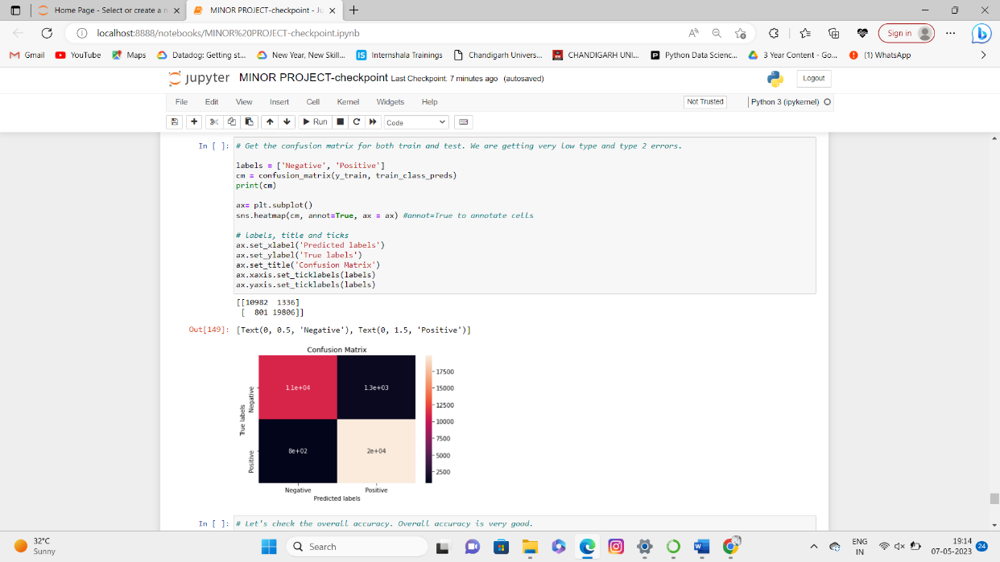 Home Page - Select or create a n
MINOR PROJECT-checkpoint - Ju
localhost:8888/notebooks/MINOR%20PROJECT-checkpoint.ipynb
Sign in
Gmail YouTube Maps Datadog: Getting st... New Year, New Skill... Internshala Trainings Chandigarh Univers... CHANDIGARH UNI... Python Data Scienc... 3 Year Content - Go... (1) WhatsApp
jupyter MINOR PROJECT-checkpoint Last Checkpoint: 7 minutes ago (autosaved)
Logout
File Edit View Insert Cell Kernel Widgets Help
Not Trusted
Python 3 (ipykernel)
Run
Code
In [ ]: # Get the confusion matrix for both train and test. We are getting very low type and type 2 errors.
labels = ['Negative', 'Positive']
cm = confusion_matrix(y_train, train_class_preds)
print(cm)
ax= plt.subplot()
sns.heatmap(cm, annot=True, ax = ax) #annot=True to annotate cells
# labels, title and ticks
ax.set_xlabel('Predicted labels')
ax.set_ylabel('True labels')
ax.set_title('Confusion Matrix')
ax.xaxis.set_ticklabels(labels)
ax.yaxis.set_ticklabels(labels)
[[10982  1336]
 [  801 19806]]
Out[149]: [Text(0, 0.5, 'Negative'), Text(0, 1.5, 'Positive')]
Confusion Matrix
True labels
Negative
Positive
1.1e+04 1.3e+03
8e+02 2e+04
Negative Positive
Predicted labels
17500
15000
12500
10000
7500
5000
2500
In [ ]: # Let's check the overall accuracy. Overall accuracy is very good.
32°C
Sunny
Search
ENG
IN
19:14
07-05-2023
24